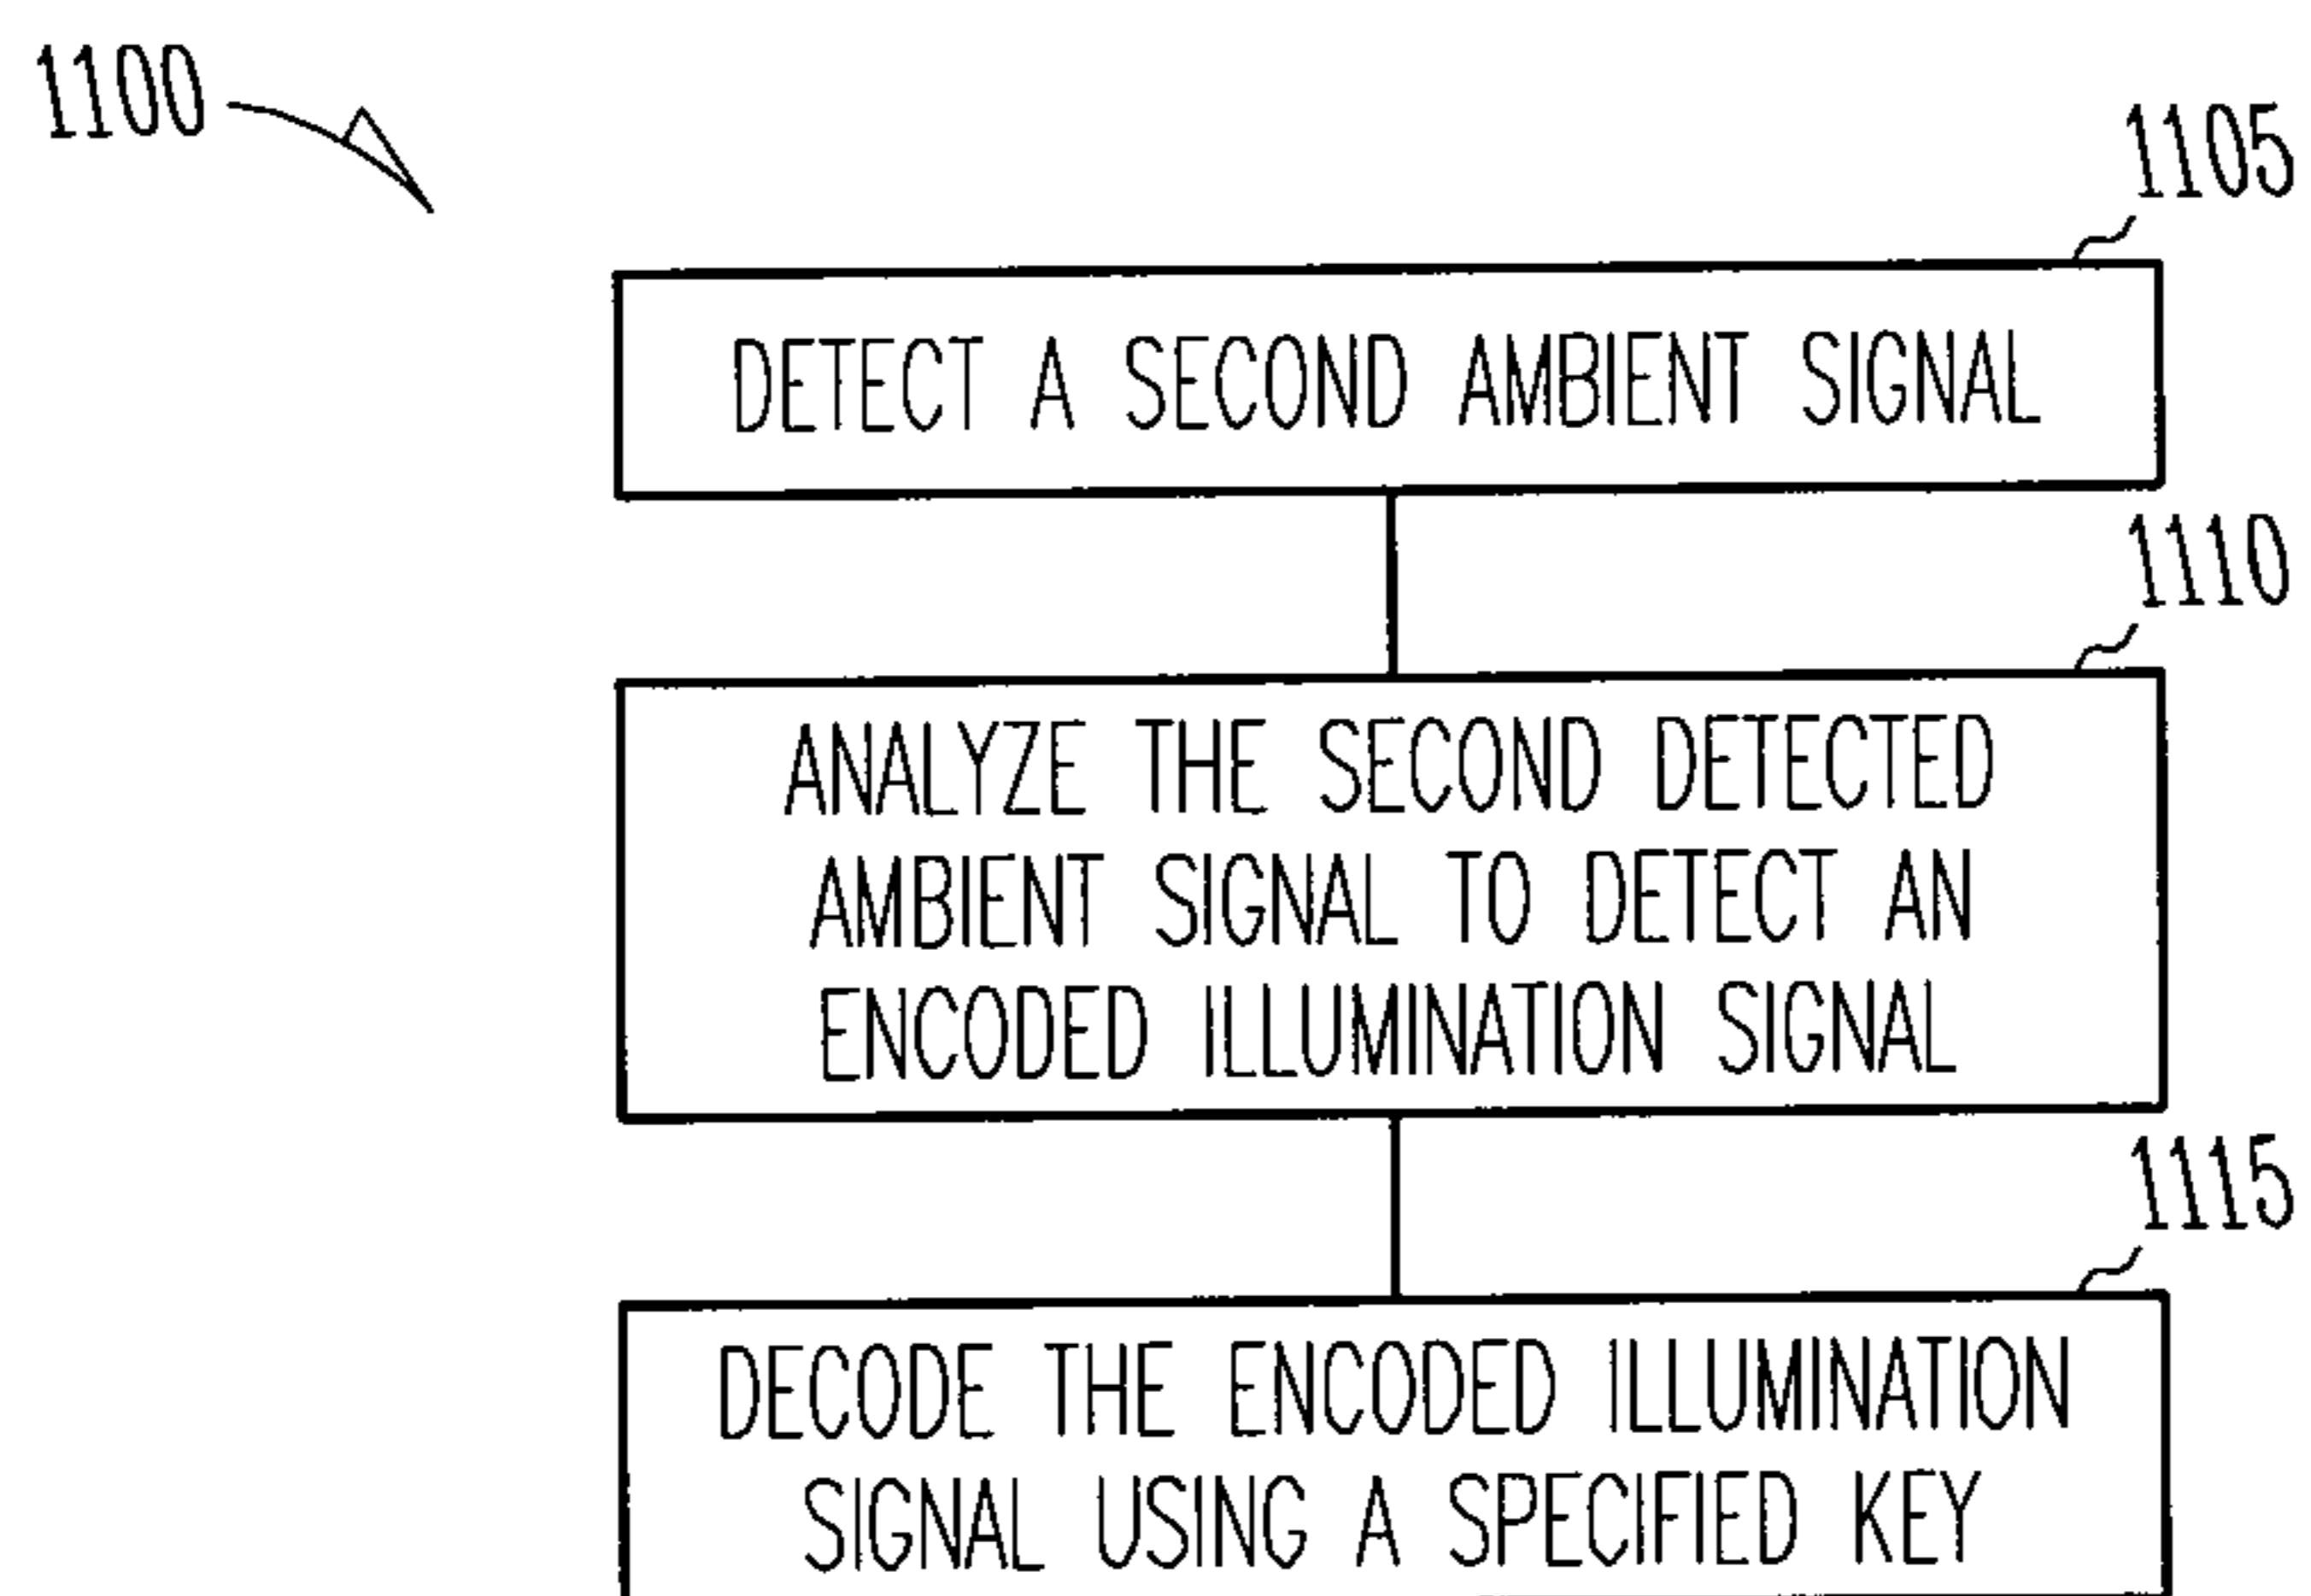 1100
1105
DETECT A SECOND AMBIENT SIGNAL
1110
ANALYZE THE SECOND DETECTED
AMBIENT SIGNAL TO DETECT AN
ENCODED ILLUMINATION SIGNAL
1115
DECODE THE ENCODED ILLUMINATION
SIGNAL USING A SPECIFIED KEY